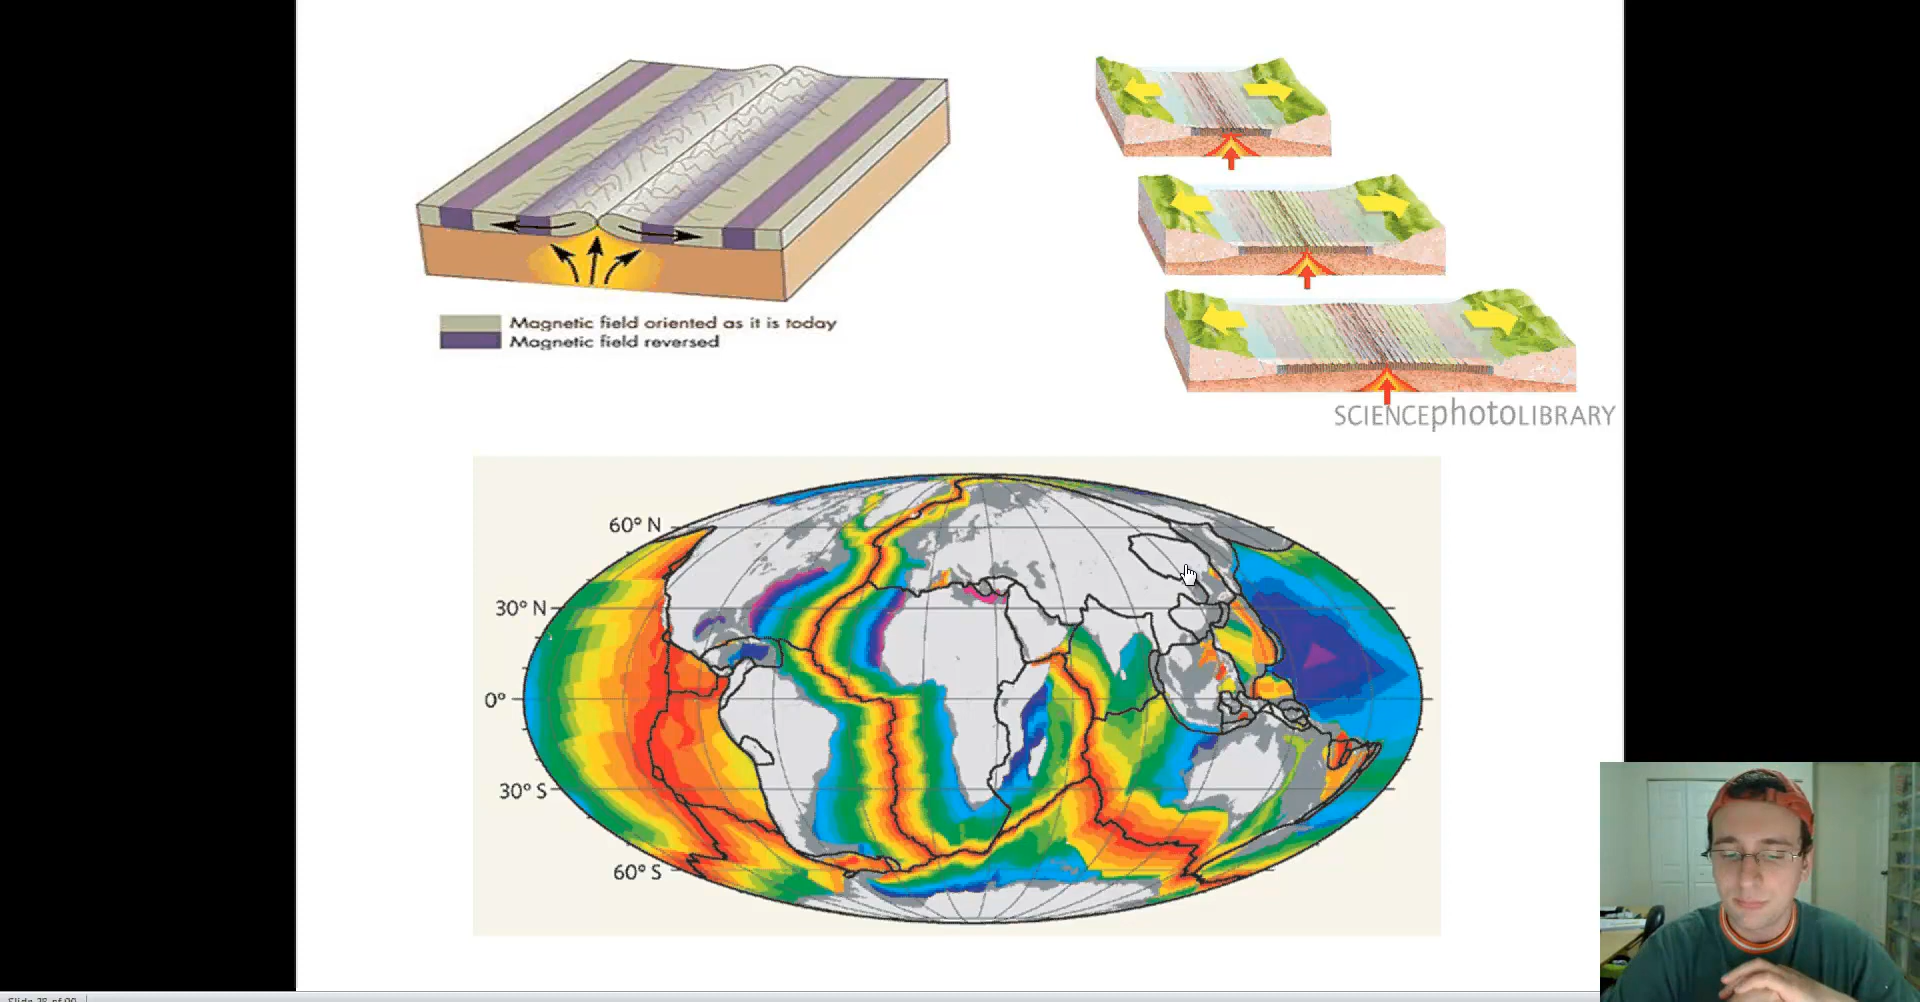 Magnetic field oriented as it is today
Magnetic field reversed
SCIENCEphotoLIBRARY
60° N
30° N
0°
30° S
60° S